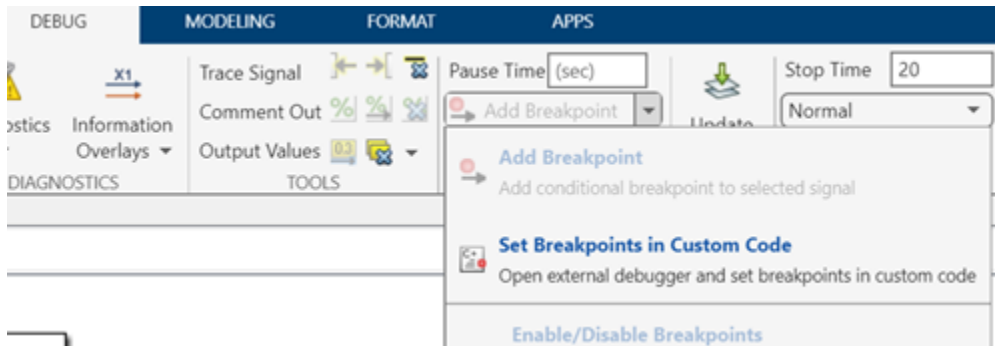 DEBUG MODELING FORMAT APPS
Trace Signal Pause Time (sec) Stop Time 20
Comment Out Add Breakpoint Normal
ostics Information Update
Overlays Output Values
DIAGNOSTICS TOOLS
Add Breakpoint
Add conditional breakpoint to selected signal
Set Breakpoints in Custom Code
Open external debugger and set breakpoints in custom code
Enable/Disable Breakpoints